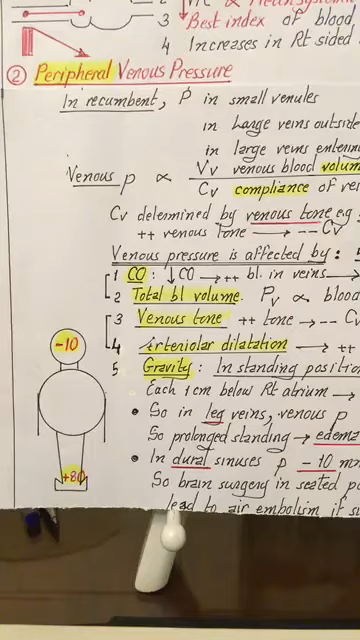 3 Best index of blood
4 Increases in Rt sided
② Peripheral Venous Pressure
In recumbent, P in small venules
in Large veins outside
in large veins enterin
Venous p ∝ Vv venous blood volum
Cv compliance of ve
Cv determined by venous tone eg
++ venous tone → -- Cv
Venous pressure is affected by:
1 CO : ↓CO → ++ bl. in veins →
2 Total bl volume. Pv ∝ blood
3 Venous tone ++ tone → -- C
4 Arteriolar dilatation → ++
5 Gravity : In standing position
Each 1cm below Rt atrium →
• So in leg veins, venous p
So prolonged standing → edema
• In dural sinuses p -10 mm
So brain surgery in seated po
lead to air embolism if
-10
+80